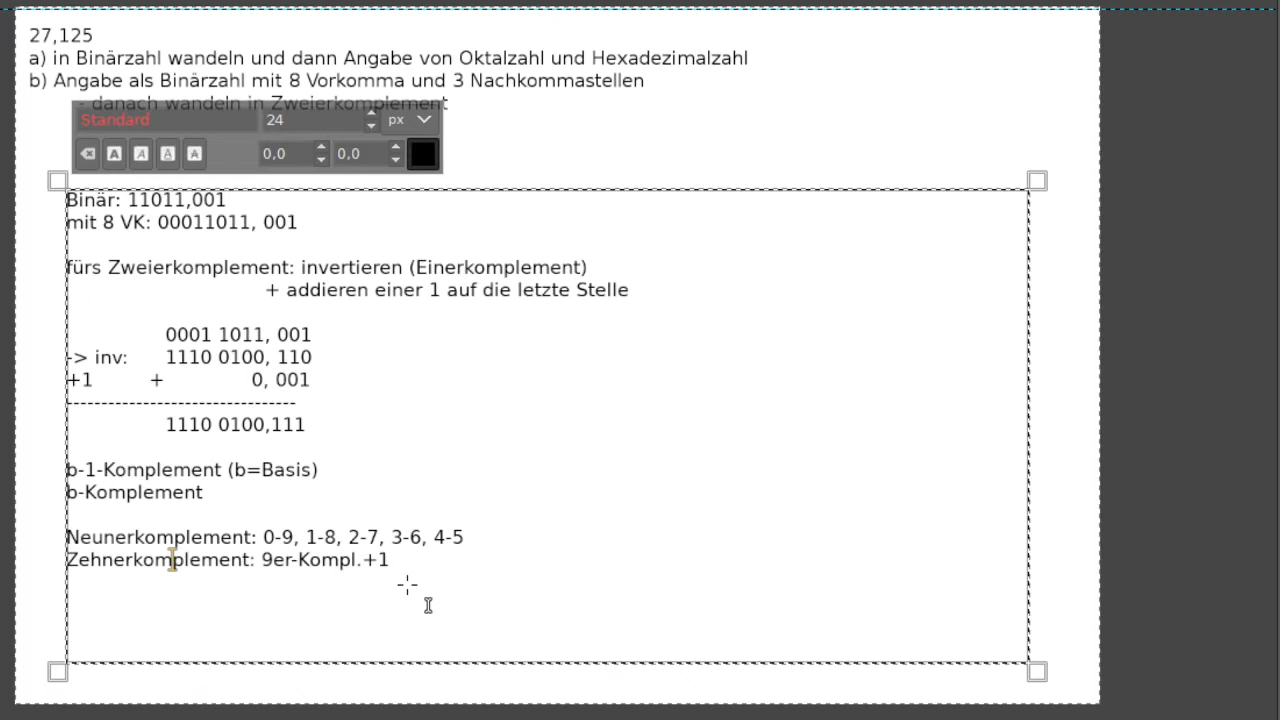 27,125
a) in Binärzahl wandeln und dann Angabe von Oktalzahl und Hexadezimalzahl
b) Angabe als Binärzahl mit 8 Vorkomma und 3 Nachkommastellen
- danach wandeln in Zweierkomplement
Standard 24 px
A A A A 0,0 0,0
Binär: 11011,001
mit 8 VK: 00011011, 001
fürs Zweierkomplement: invertieren (Einerkomplement)
+ addieren einer 1 auf die letzte Stelle
0001 1011, 001
-> inv: 1110 0100, 110
+1 + 0, 001
---------------------------------
1110 0100,111
b-1-Komplement (b=Basis)
b-Komplement
Neunerkomplement: 0-9, 1-8, 2-7, 3-6, 4-5
Zehnerkomplement: 9er-Kompl.+1